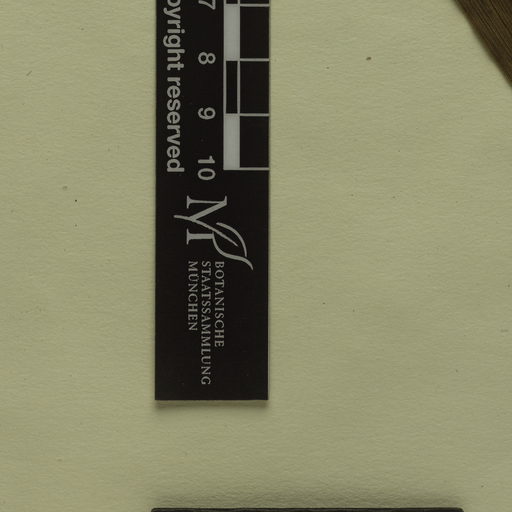 pyright reserved
7 8 9 10
M
BOTANISCHE
STAATSSAMMLUNG
MÜNCHEN